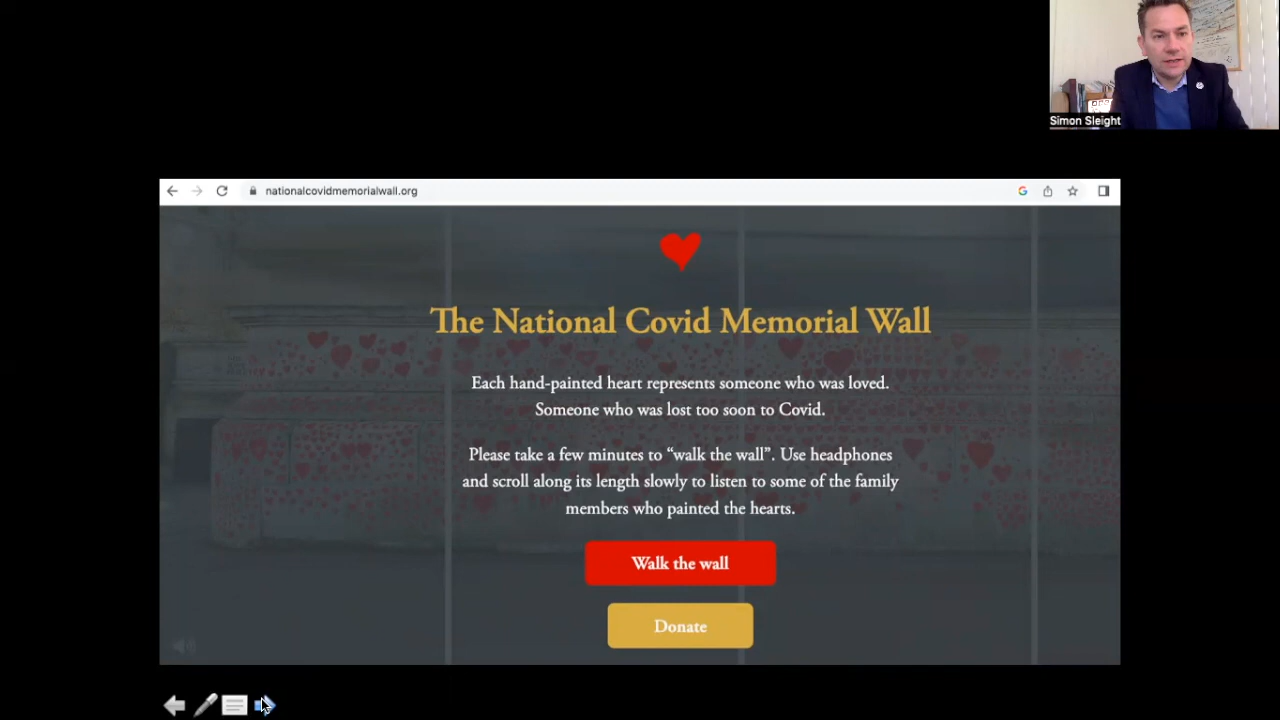 Simon Sleight
nationalcovidmemorialwall.org
The National Covid Memorial Wall
Each hand-painted heart represents someone who was loved.
Someone who was lost too soon to Covid.
Please take a few minutes to “walk the wall”. Use headphones
and scroll along its length slowly to listen to some of the family
members who painted the hearts.
Walk the wall
Donate